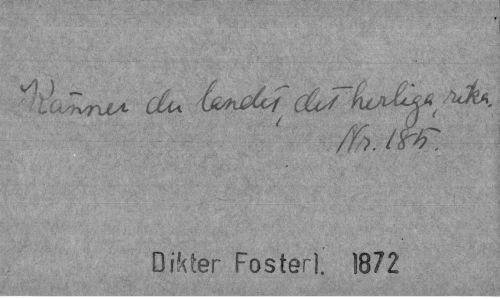 Känner du landet, det herliga, rika.
Nr. 185.
Dikter Fosterl. 1872